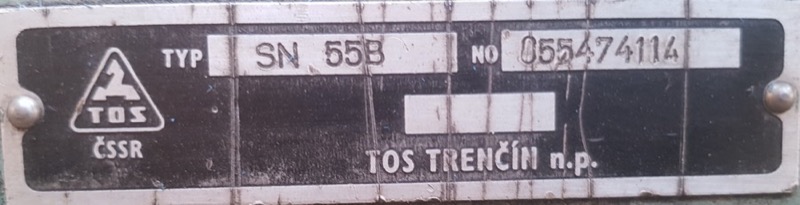 TYP SN 55B NO 055474114
TOS
ČSSR
TOS TRENČÍN n.p.